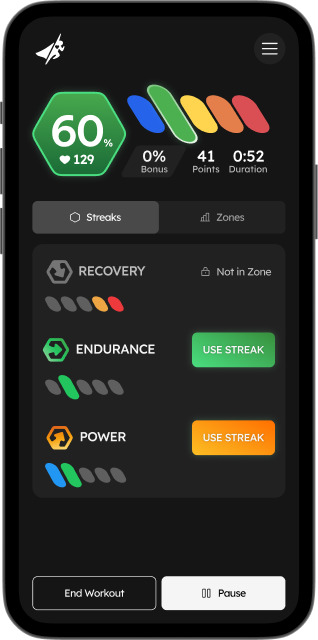 60%
129
0% 41 0:52
Bonus Points Duration
Streaks Zones
RECOVERY Not in Zone
ENDURANCE USE STREAK
POWER USE STREAK
End Workout Pause